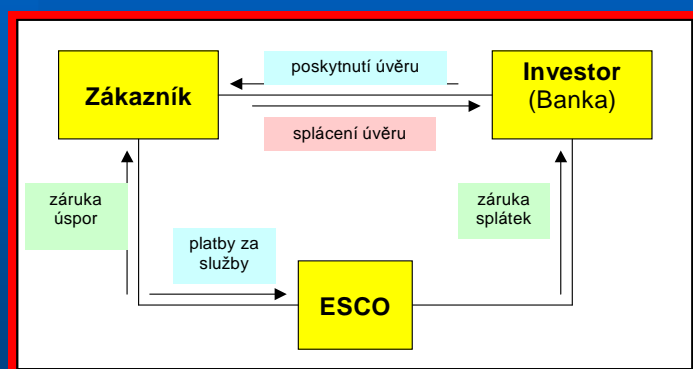 poskytnutí úvěru
Zákazník
Investor
(Banka)
splácení úvěru
záruka
úspor
záruka
splátek
platby za
služby
ESCO